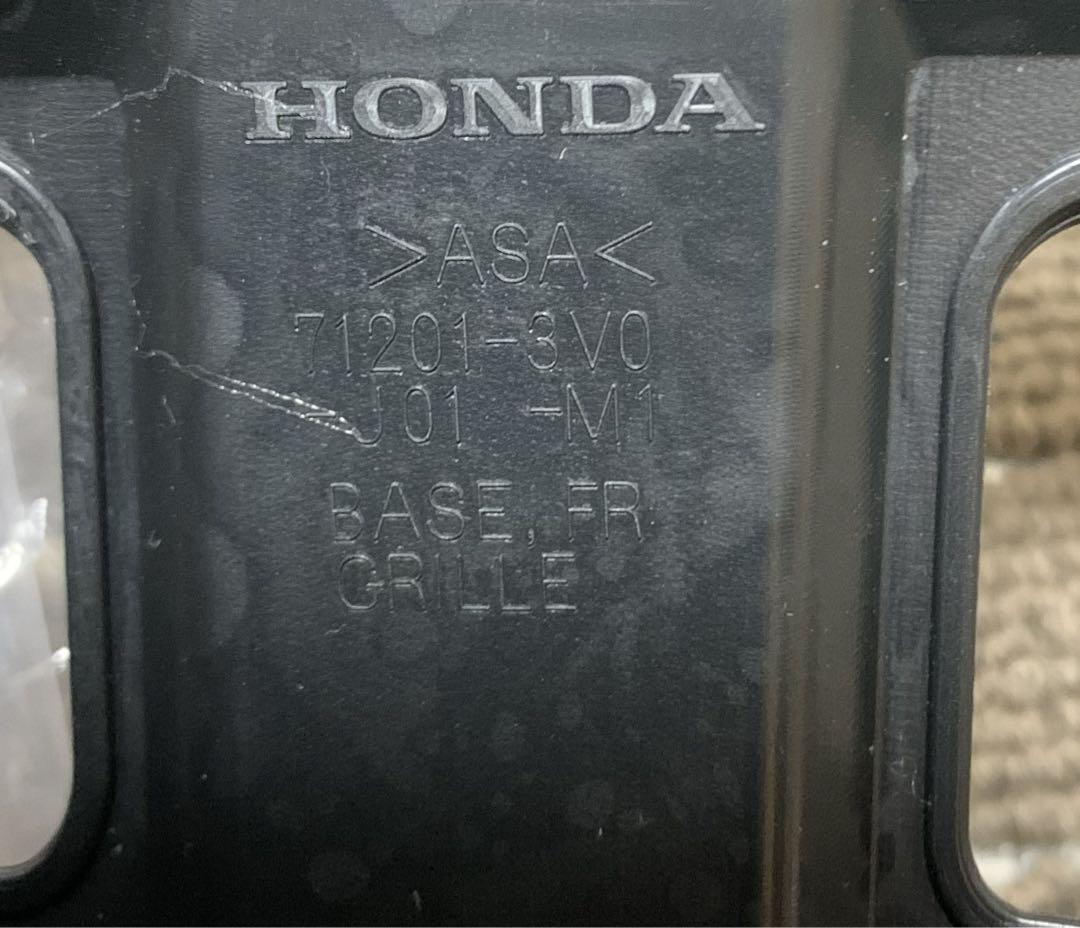 HONDA
>ASA<
71201-3V0
-J01 -M1
BASE, FR
GRILLE